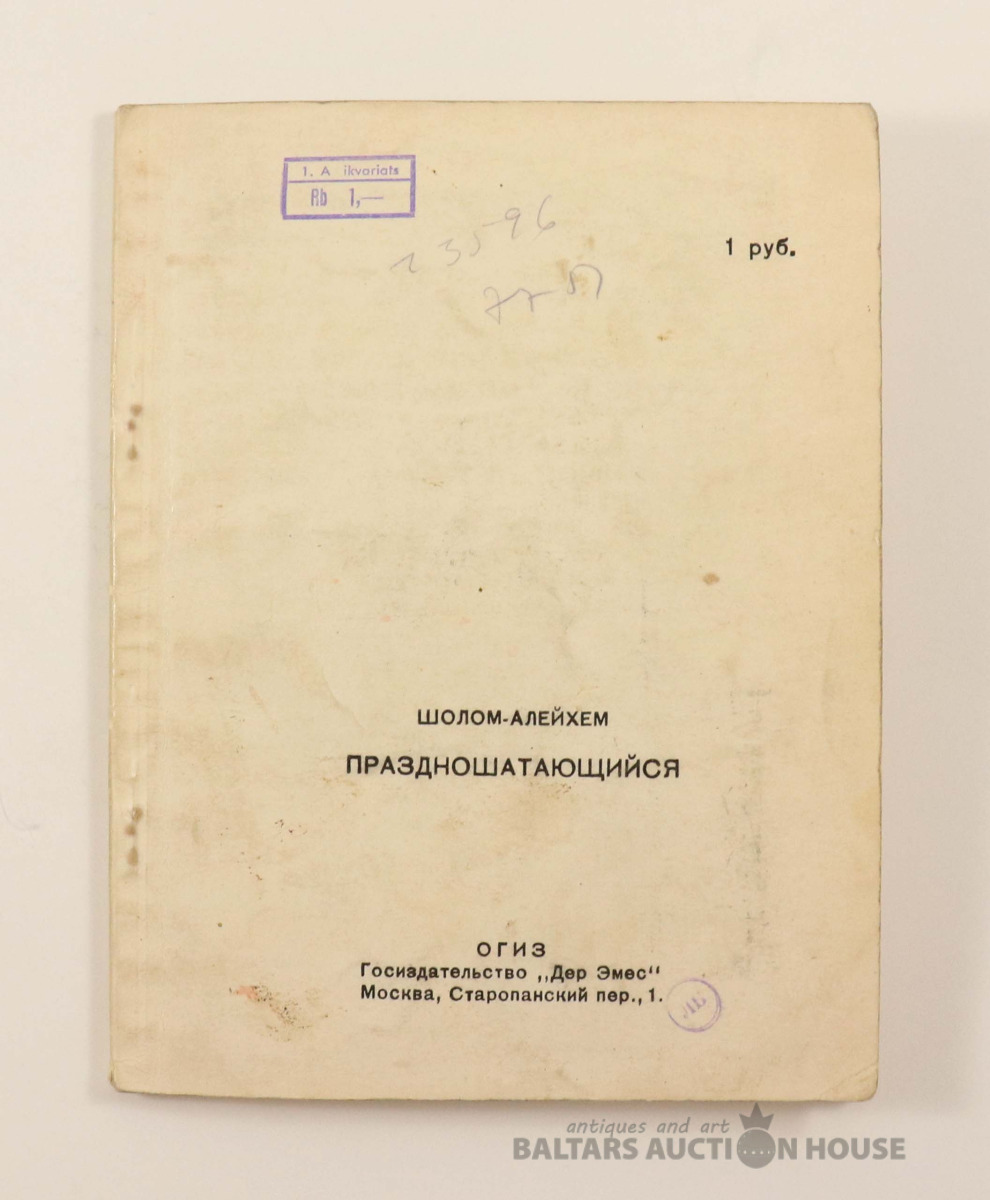 1. A ikvariats
Rb 1,—
1 руб.
ШОЛОМ-АЛЕЙХЕМ
ПРАЗДНОШАТАЮЩИЙСЯ
ОГИЗ
Госиздательство „Дер Эмес“
Москва, Старопанский пер., 1.
antiques and art
BALTARS AUCTION HOUSE